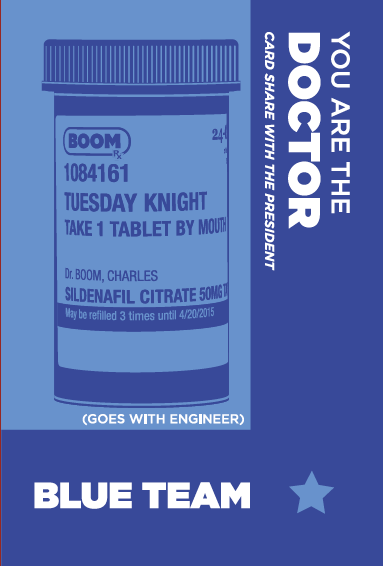 YOU ARE THE
DOCTOR
CARD SHARE WITH THE PRESIDENT
BOOM
Rx
24-
1084161
TUESDAY KNIGHT
TAKE 1 TABLET BY MOUTH
Dr. BOOM, CHARLES
SILDENAFIL CITRATE 50MG T
May be refilled 3 times until 4/20/2015
(GOES WITH ENGINEER)
BLUE TEAM